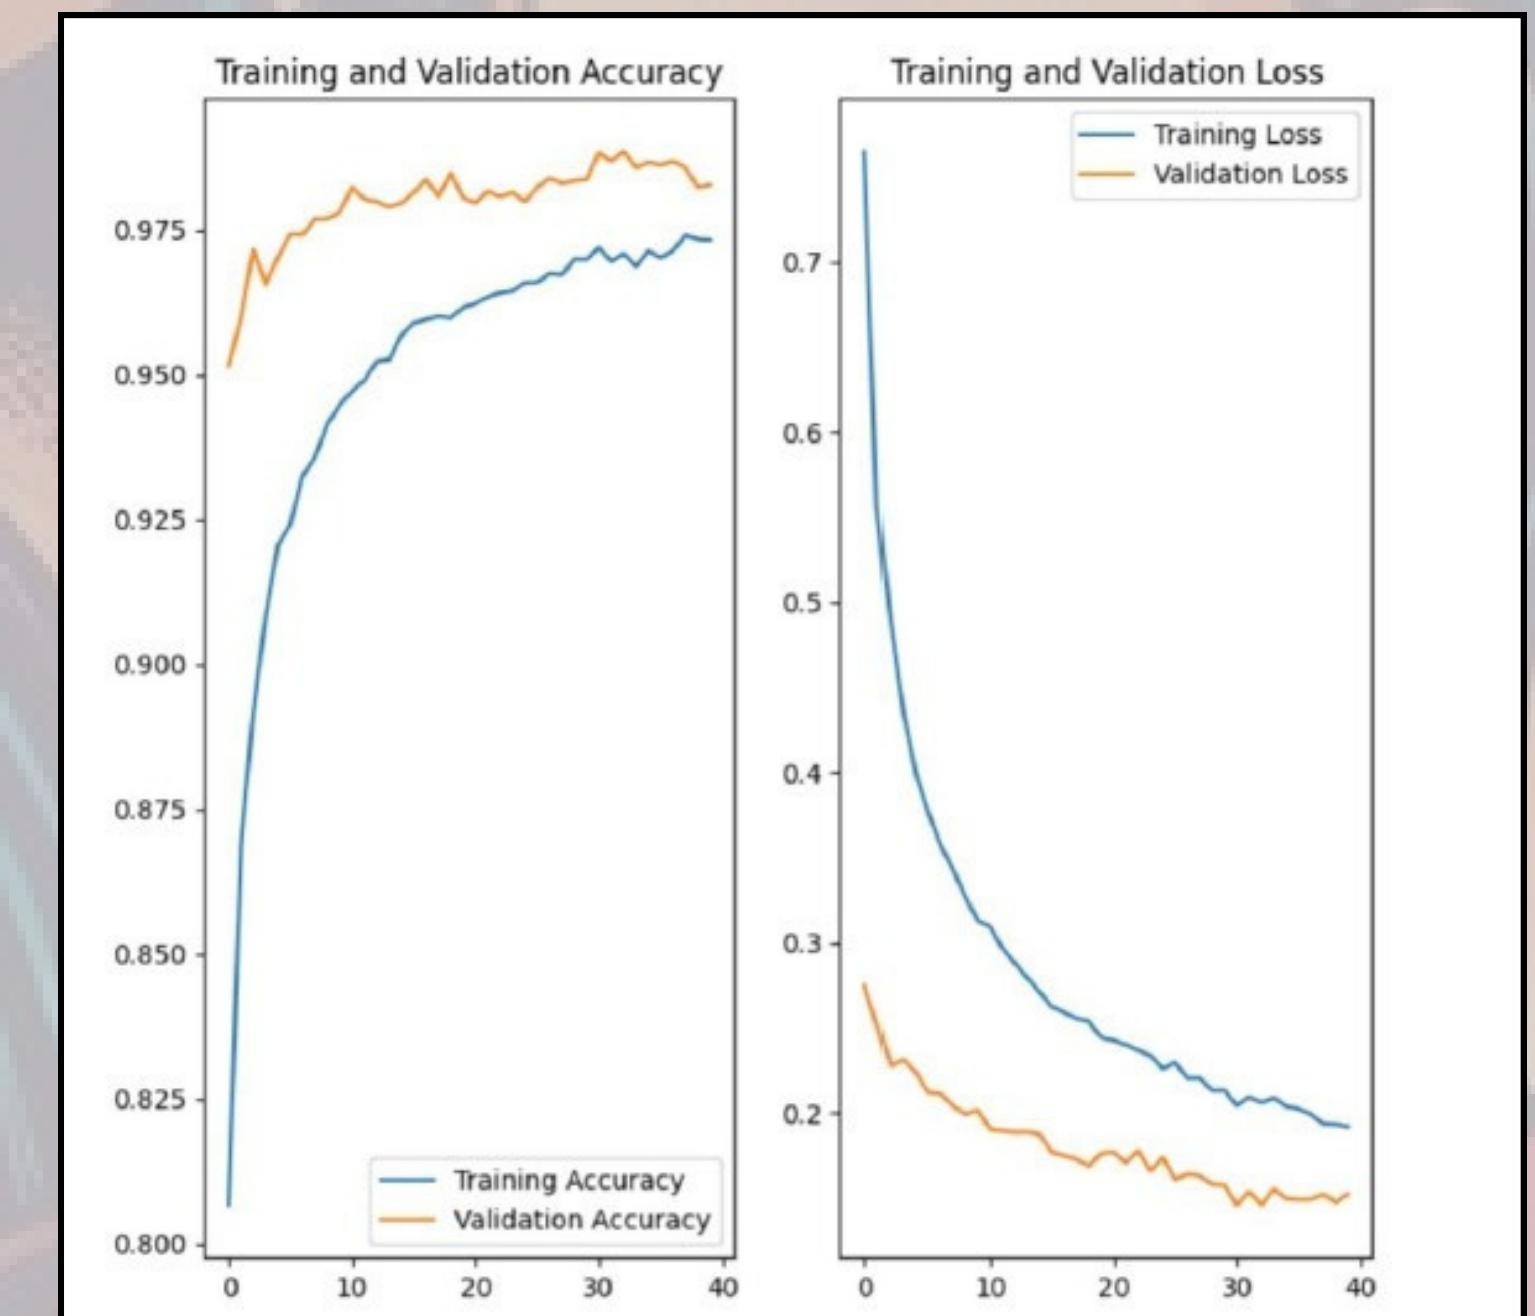 Training and Validation Accuracy
0.975
0.950
0.925
0.900
0.875
0.850
0.825
0.800
Training Accuracy
Validation Accuracy
0 10 20 30 40
Training and Validation Loss
Training Loss
Validation Loss
0.7
0.6
0.5
0.4
0.3
0.2
0 10 20 30 40